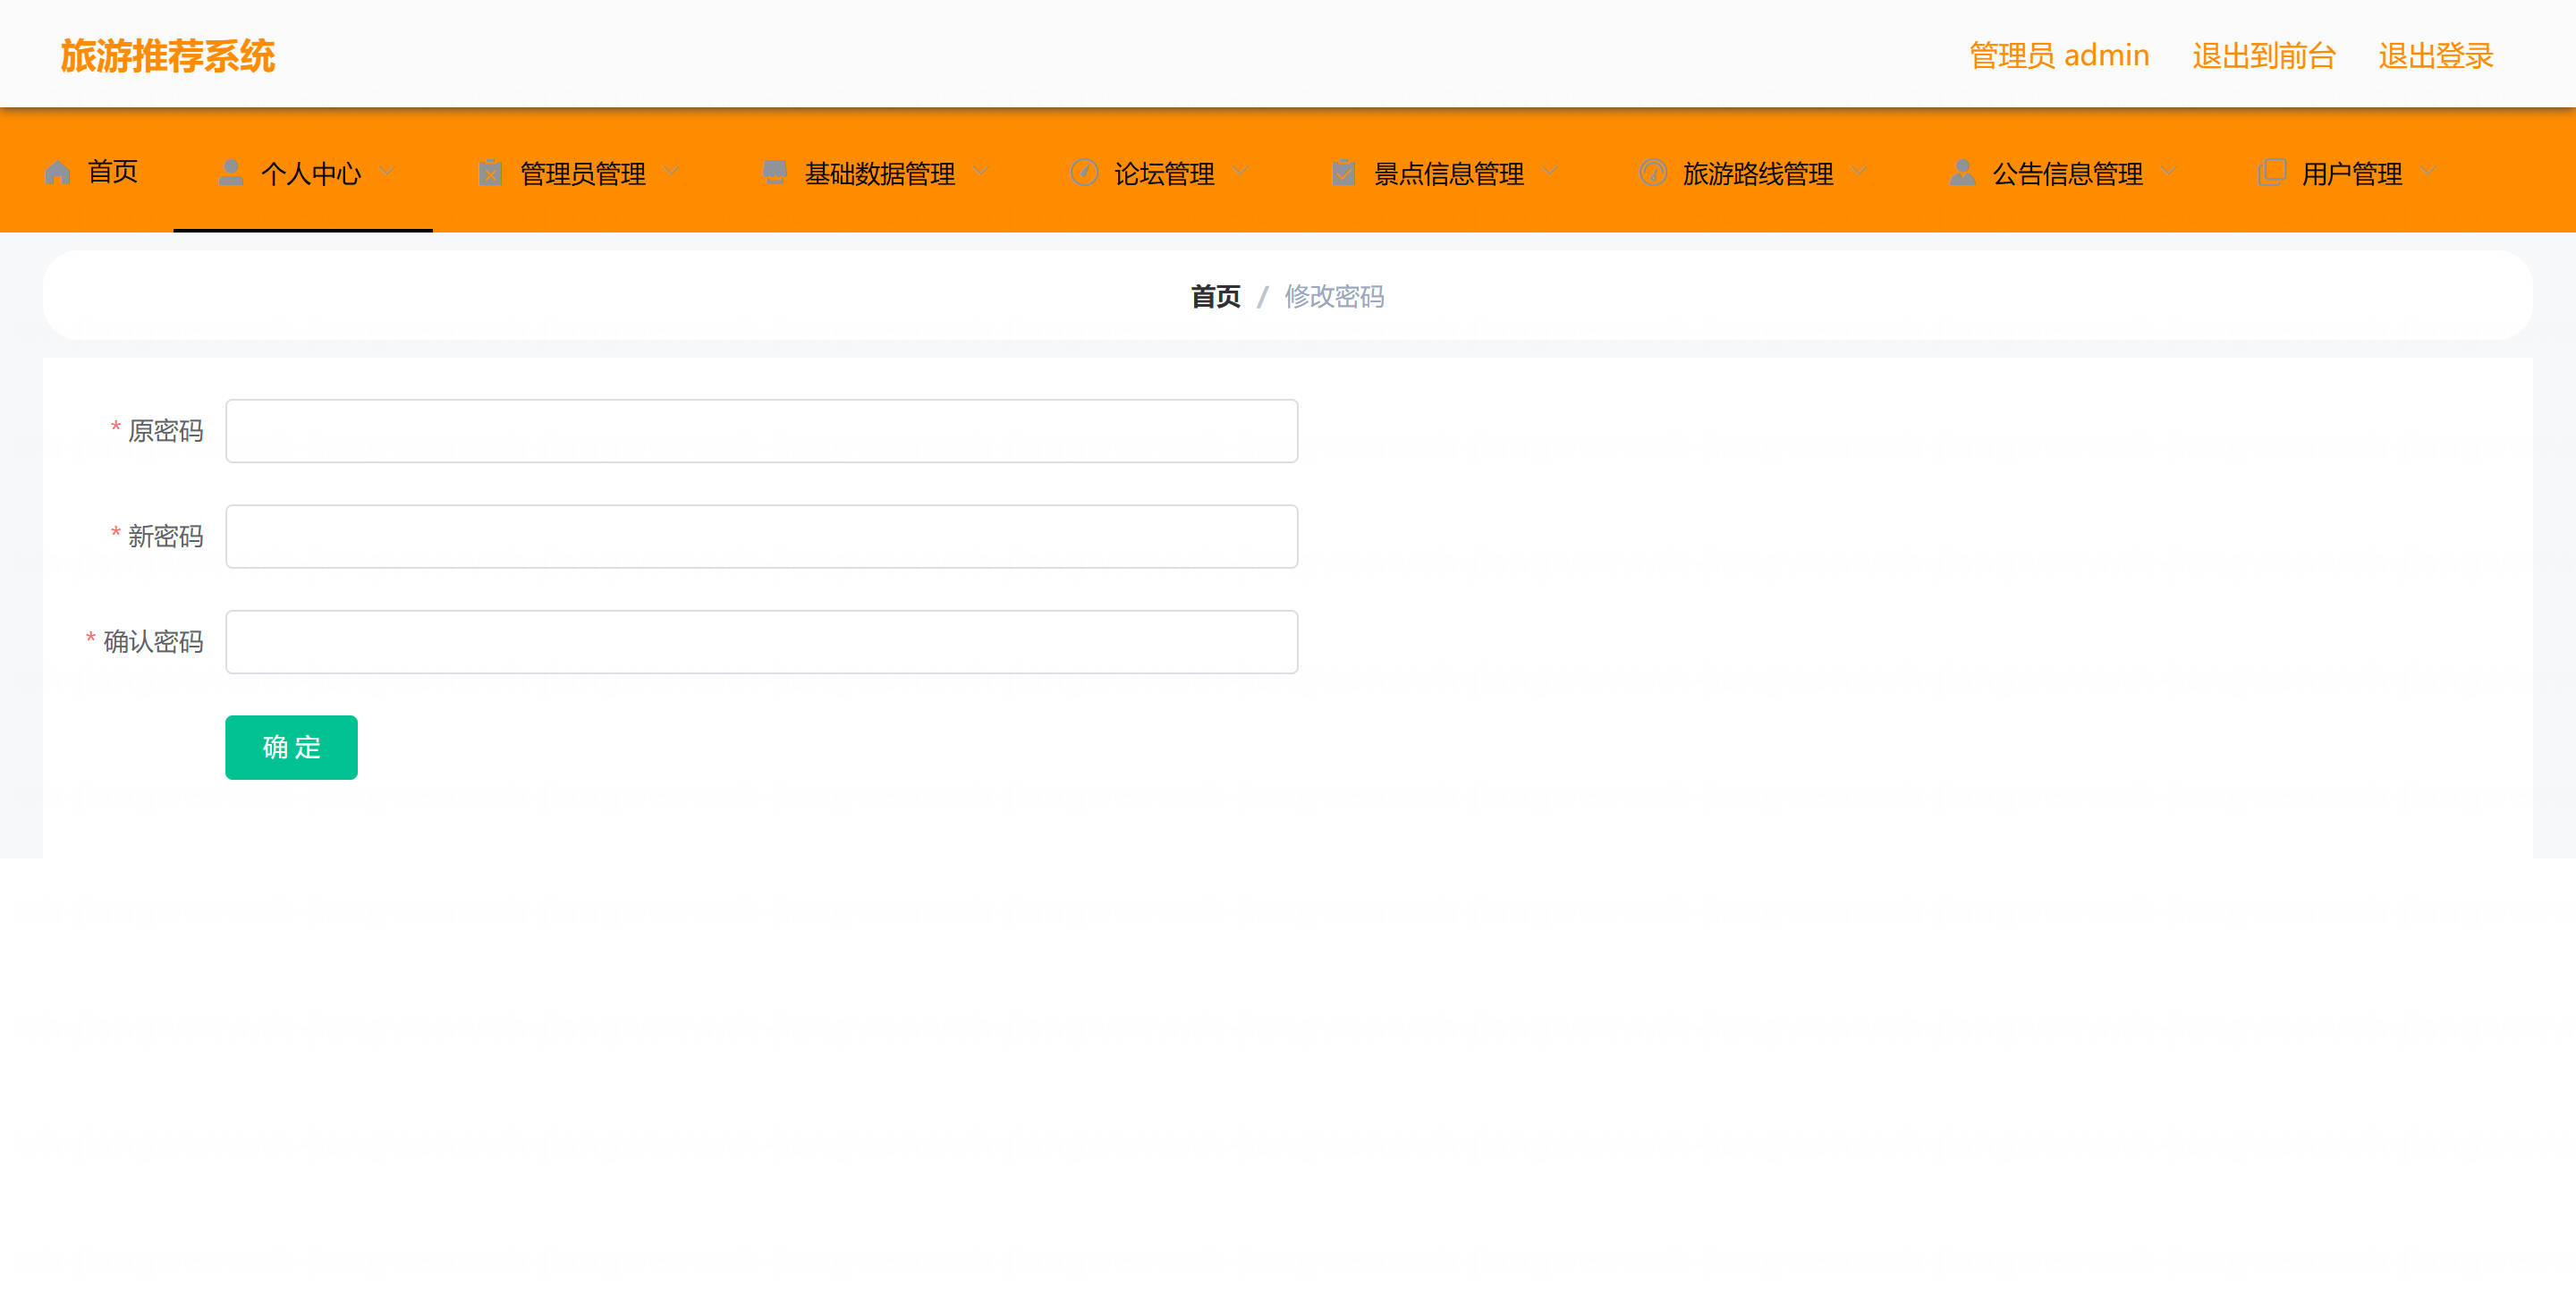 旅游推荐系统 管理员 admin 退出到前台 退出登录
首页 个人中心 管理员管理 基础数据管理 论坛管理 景点信息管理 旅游路线管理 公告信息管理 用户管理
首页 / 修改密码
* 原密码
* 新密码
* 确认密码
确 定